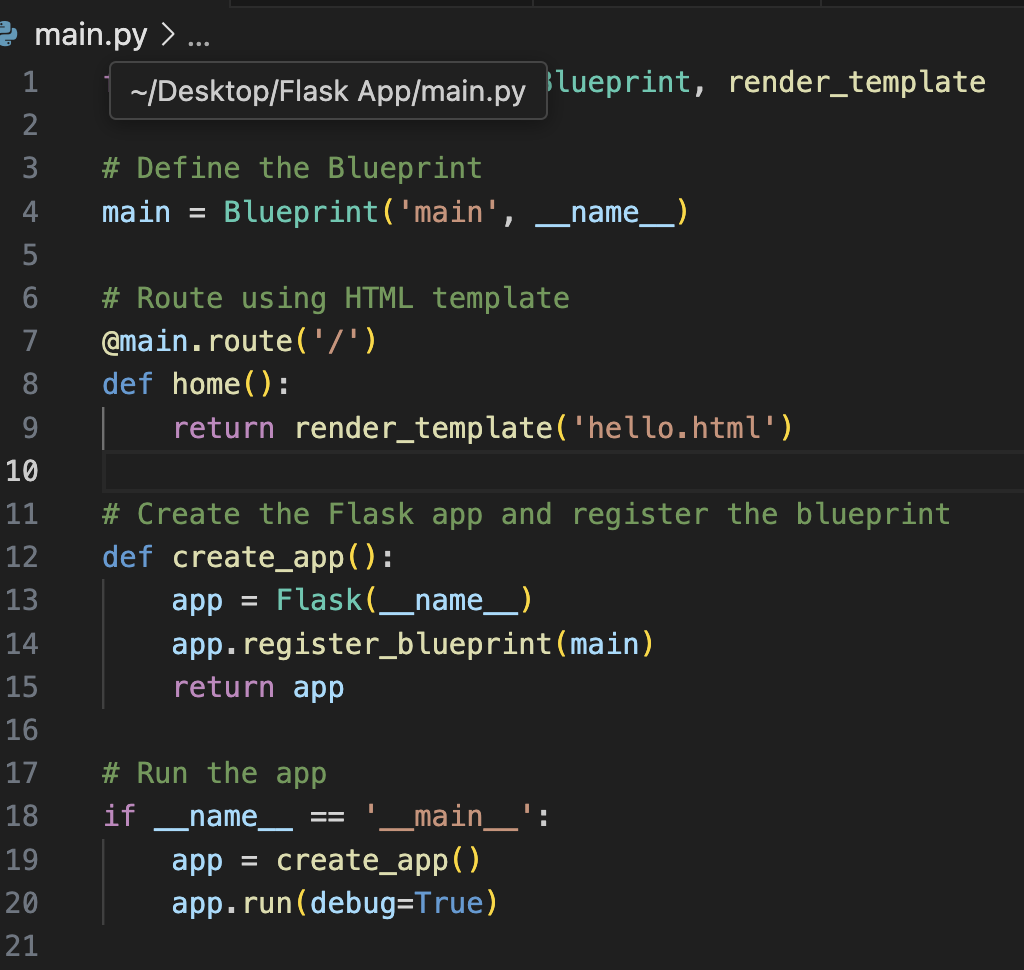 main.py > ...
~/Desktop/Flask App/main.py
1 Blueprint, render_template
2
3 # Define the Blueprint
4 main = Blueprint('main', __name__)
5
6 # Route using HTML template
7 @main.route('/')
8 def home():
9     return render_template('hello.html')
10
11 # Create the Flask app and register the blueprint
12 def create_app():
13     app = Flask(__name__)
14     app.register_blueprint(main)
15     return app
16
17 # Run the app
18 if __name__ == '__main__':
19     app = create_app()
20     app.run(debug=True)
21